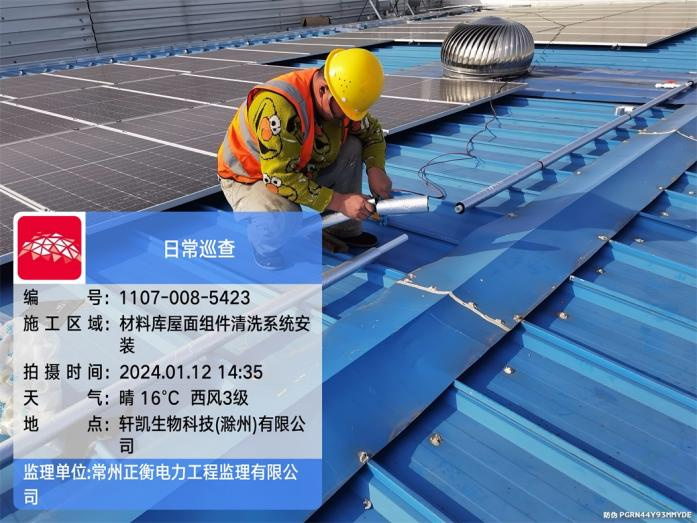 日常巡查
编号：1107-008-5423
施工区域：材料库屋面组件清洗系统安
装
拍摄时间：2024.01.12 14:35
天气：晴 16°C 西风3级
地点：轩凯生物科技(滁州)有限公
司
监理单位:常州正衡电力工程监理有限公
司
防伪 PGRN44Y93MMYDE